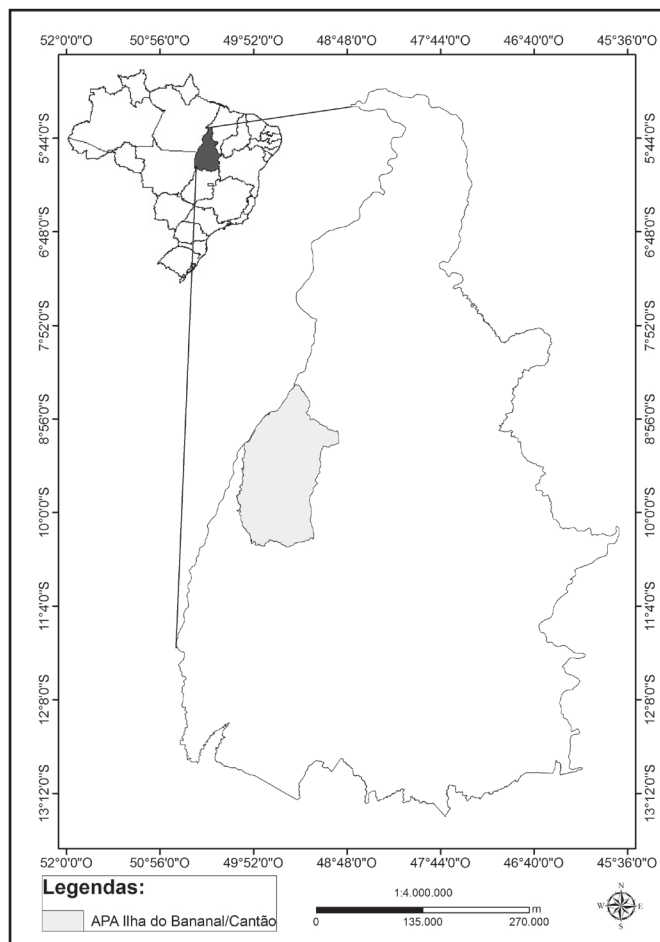 52°0'0"O 50°56'0"O 49°52'0"O 48°48'0"O 47°44'0"O 46°40'0"O 45°36'0"O
5°44'0"S 5°44'0"S
6°48'0"S 6°48'0"S
7°52'0"S 7°52'0"S
8°56'0"S 8°56'0"S
10°0'0"S 10°0'0"S
11°4'0"S 11°4'0"S
12°8'0"S 12°8'0"S
13°12'0"S 13°12'0"S
52°0'0"O 50°56'0"O 49°52'0"O 48°48'0"O 47°44'0"O 46°40'0"O 45°36'0"O
Legendas:
APA Ilha do Bananal/Cantão
1:4.000.000
m
0 135.000 270.000
N
W E
S